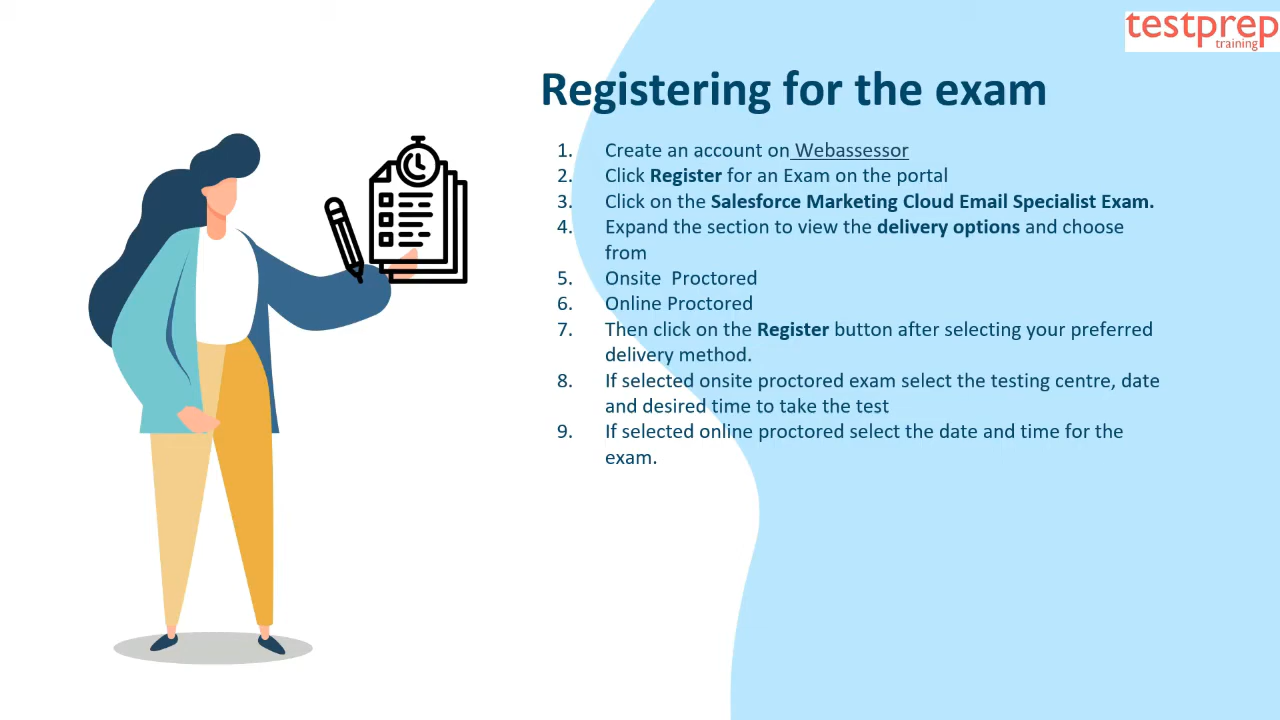 testprep
training
Registering for the exam
1. Create an account on Webassessor
2. Click Register for an Exam on the portal
3. Click on the Salesforce Marketing Cloud Email Specialist Exam.
4. Expand the section to view the delivery options and choose
from
5. Onsite  Proctored
6. Online Proctored
7. Then click on the Register button after selecting your preferred
delivery method.
8. If selected onsite proctored exam select the testing centre, date
and desired time to take the test
9. If selected online proctored select the date and time for the
exam.